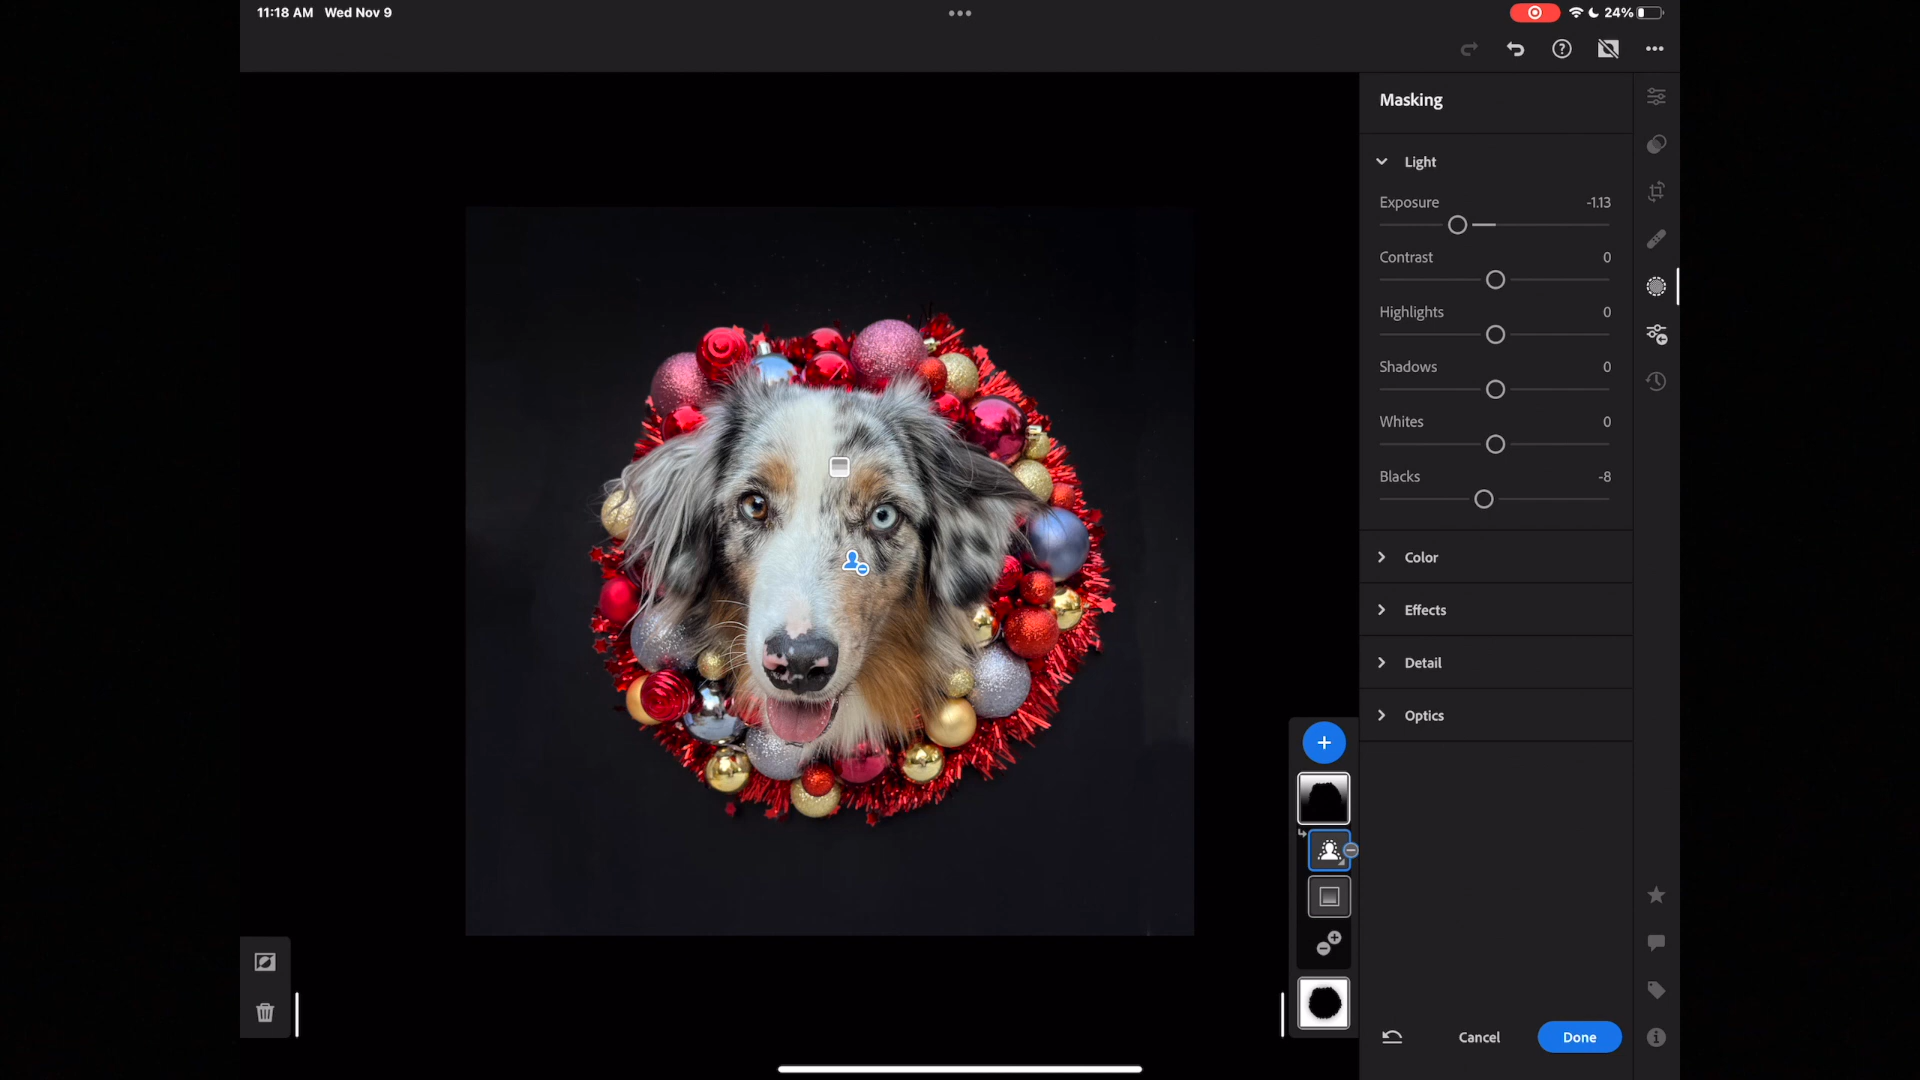 11:18 AM Wed Nov 9
24%
Masking
Light
Exposure -1.13
Contrast 0
Highlights 0
Shadows 0
Whites 0
Blacks -8
Color
Effects
Detail
Optics
Cancel Done